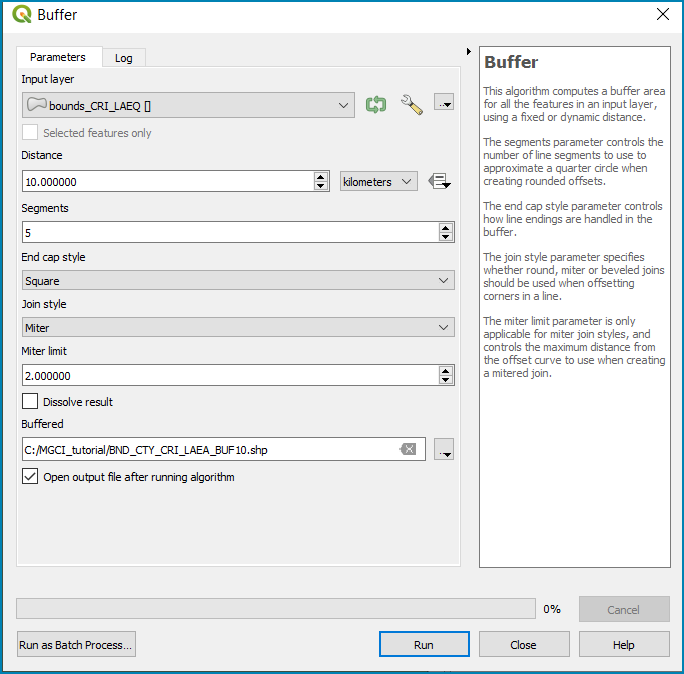 Buffer
Parameters
Log
Input layer
bounds_CRI_LAEQ []
...
Selected features only
Distance
10.000000
kilometers
Segments
5
End cap style
Square
Join style
Miter
Miter limit
2.000000
Dissolve result
Buffered
C:/MGCI_tutorial/BND_CTY_CRI_LAEA_BUF10.shp
...
Open output file after running algorithm
Buffer
This algorithm computes a buffer area
for all the features in an input layer,
using a fixed or dynamic distance.
The segments parameter controls the
number of line segments to use to
approximate a quarter circle when
creating rounded offsets.
The end cap style parameter controls
how line endings are handled in the
buffer.
The join style parameter specifies
whether round, miter or beveled joins
should be used when offsetting
corners in a line.
The miter limit parameter is only
applicable for miter join styles, and
controls the maximum distance from
the offset curve to use when creating
a mitered join.
0%
Cancel
Run as Batch Process...
Run
Close
Help